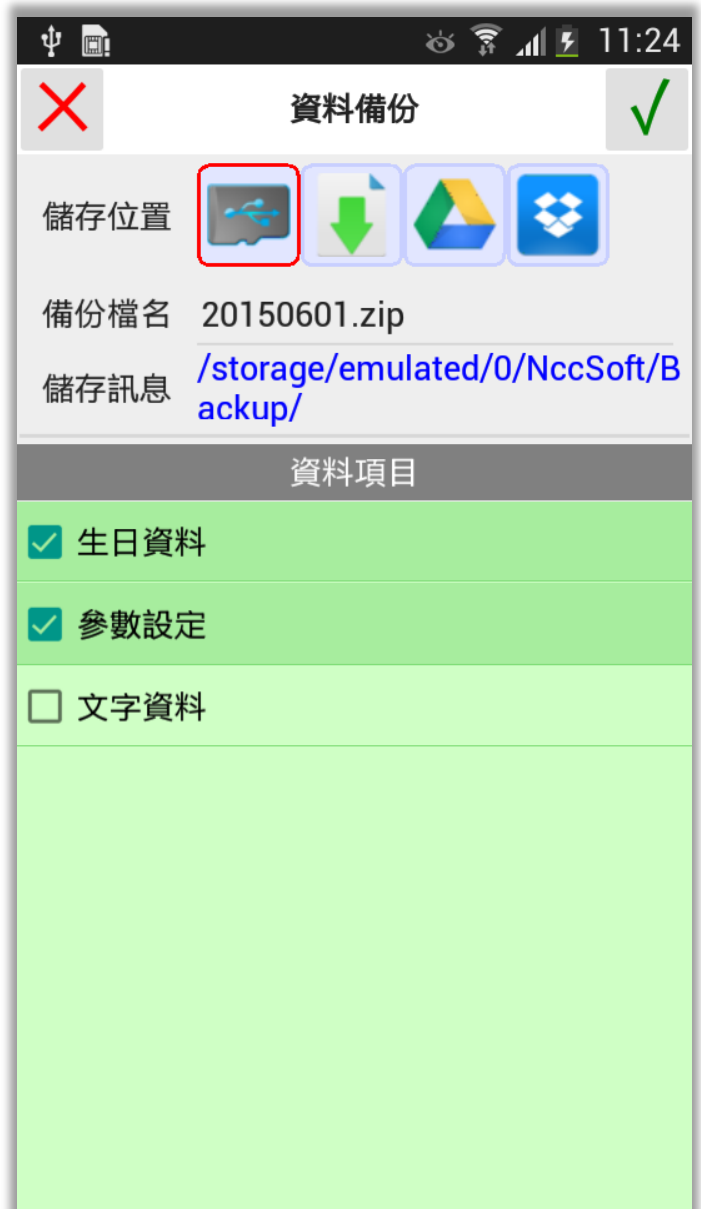 11:24
資料備份
儲存位置
備份檔名 20150601.zip
儲存訊息 /storage/emulated/0/NccSoft/B
ackup/
資料項目
生日資料
參數設定
文字資料